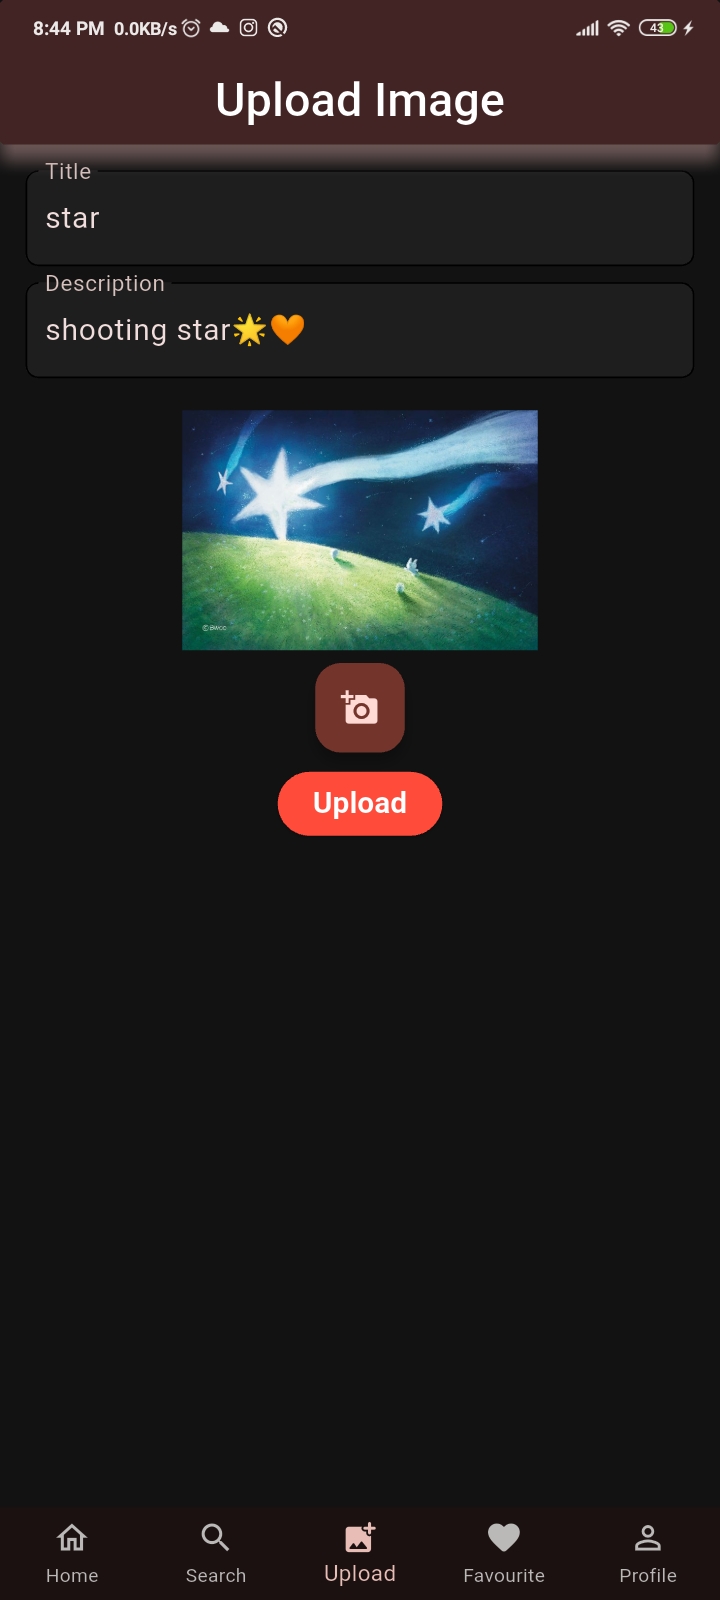 8:44 PM 0.0KB/s 43
Upload Image
Title
star
Description
shooting star🌟🧡
Upload
Home Search Upload Favourite Profile